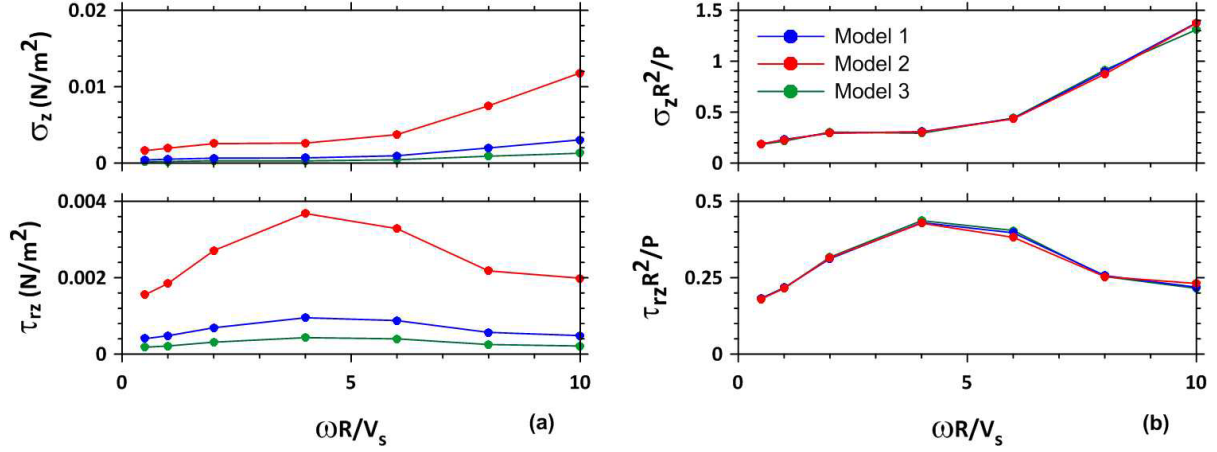 0.02
0.01
0
σz (N/m²)
0.004
0.002
0
τrz (N/m²)
0 5 10
ωR/Vs (a)
1.5
1
0.5
0
σzR²/P
Model 1
Model 2
Model 3
0.5
0.25
0
τrzR²/P
0 5 10
ωR/Vs (b)